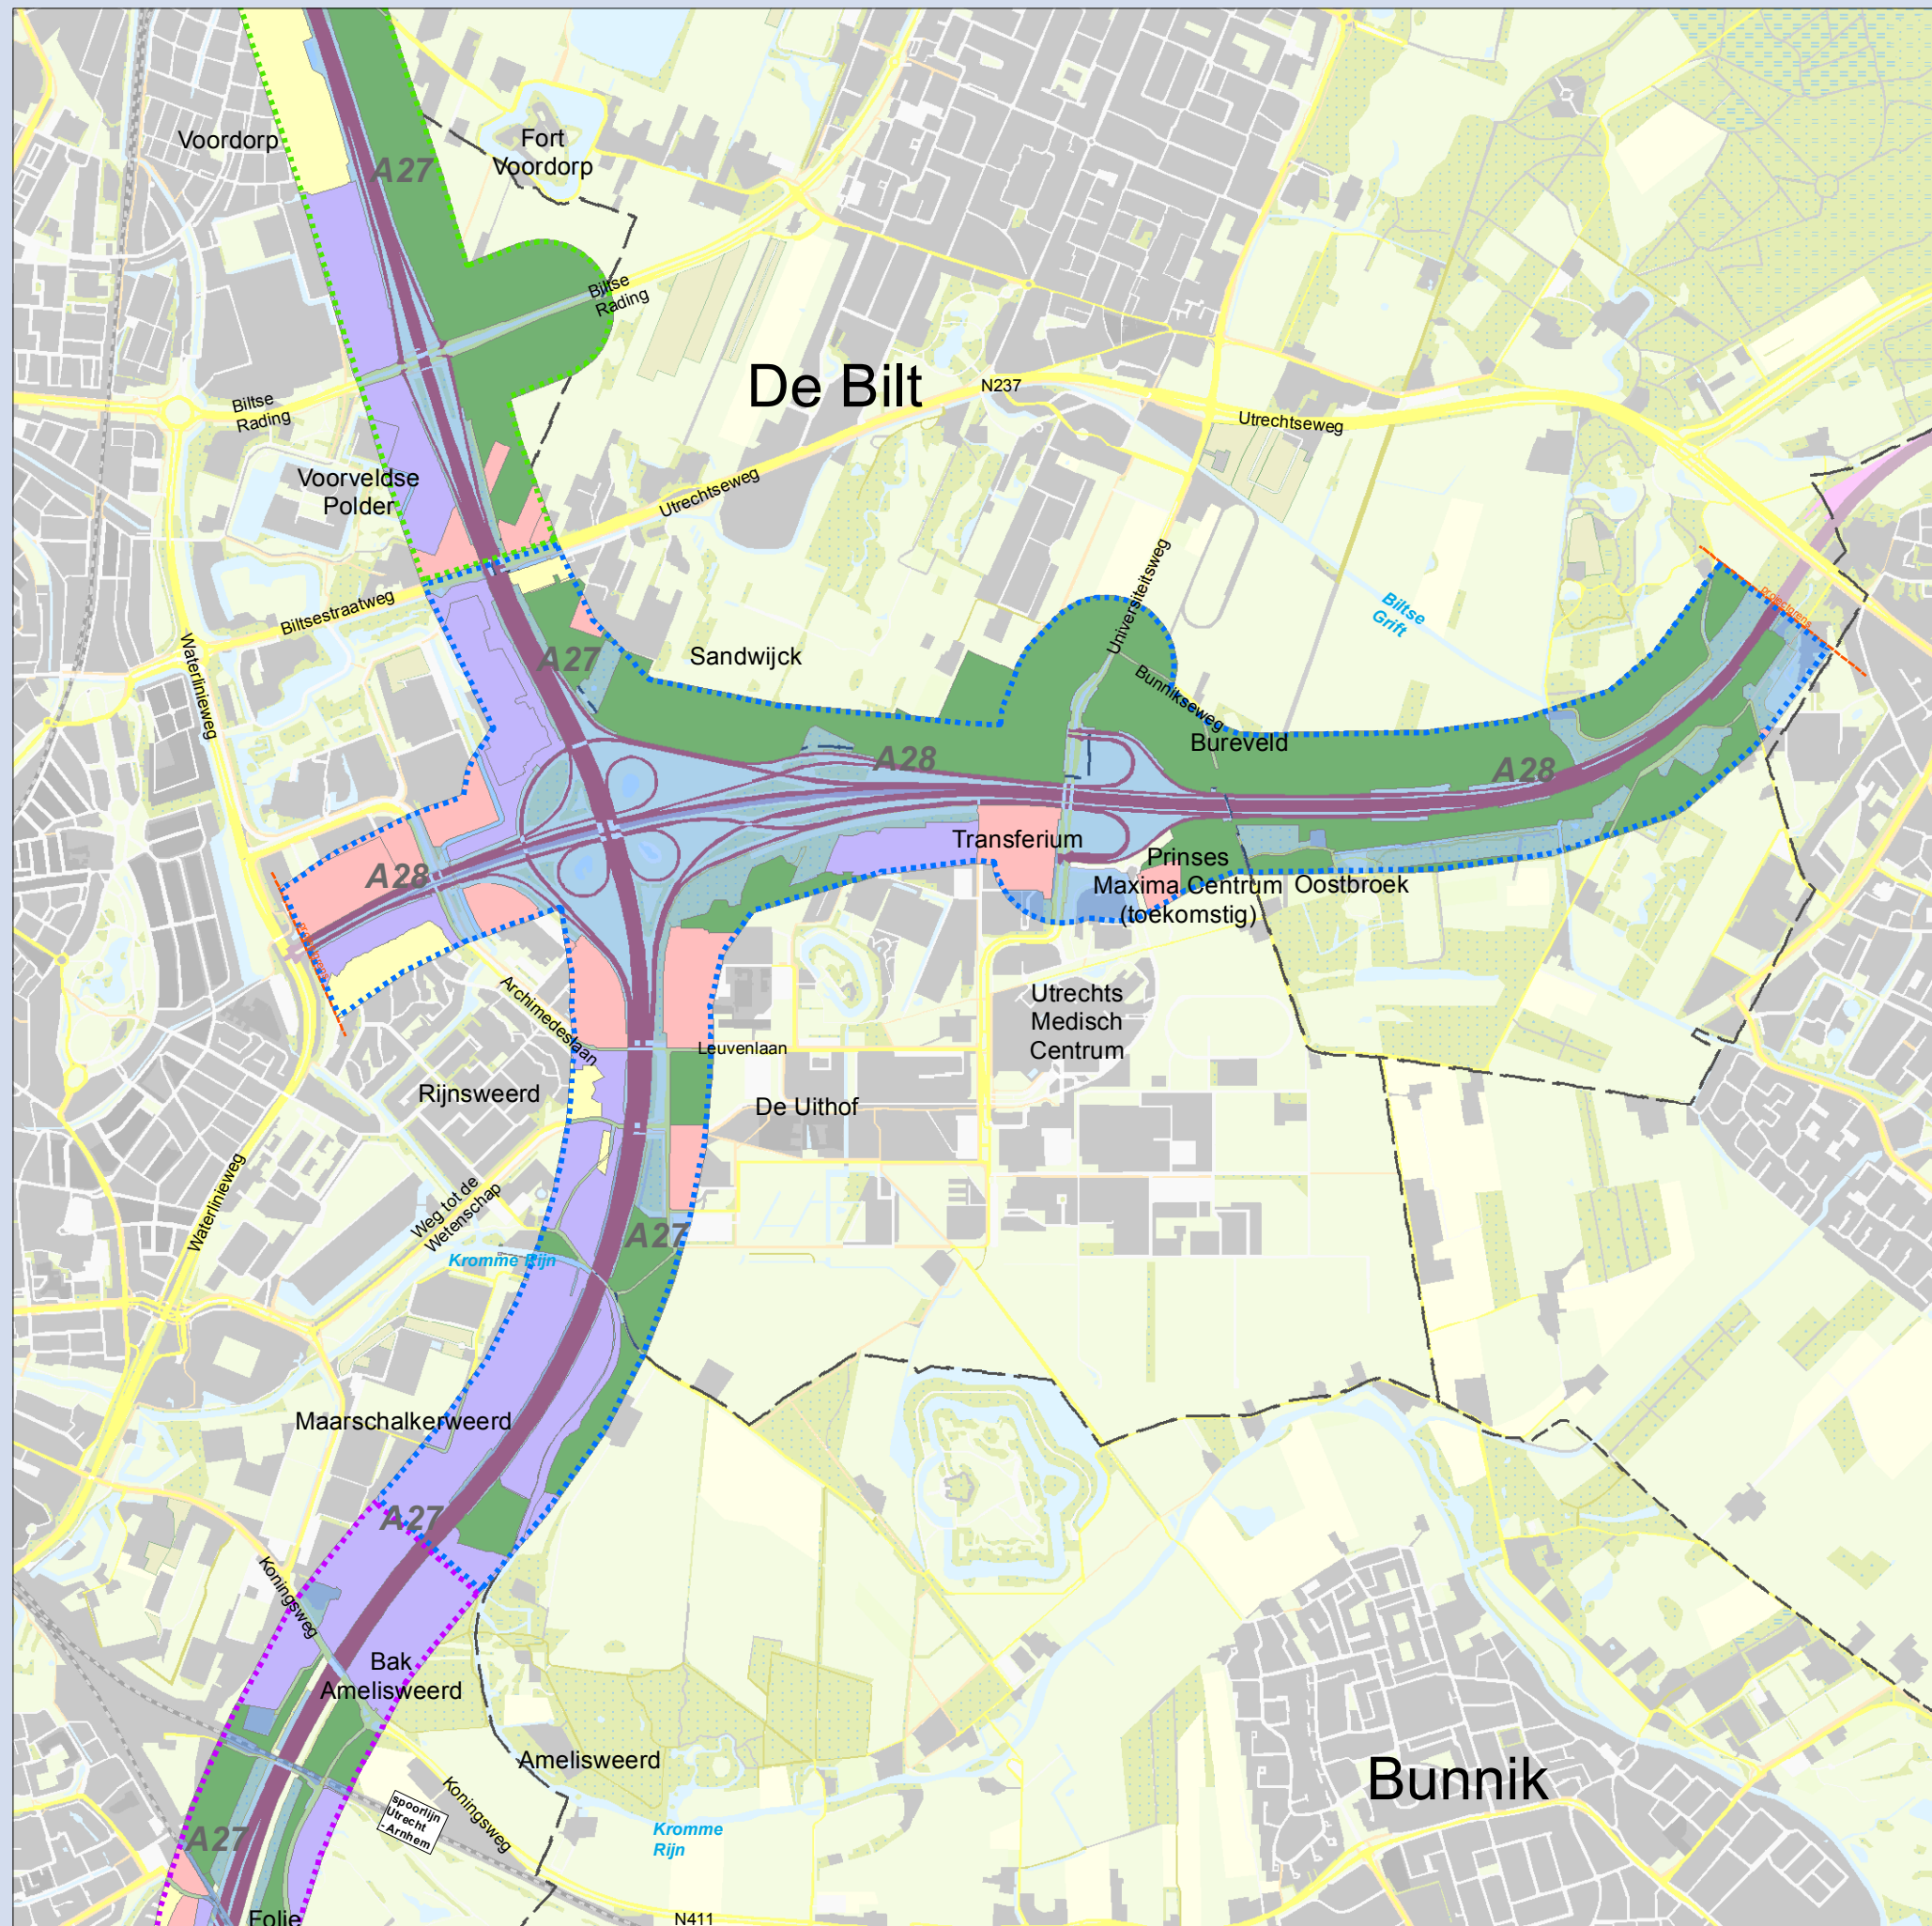 Voordorp
Fort
Voordorp
A27
Biltse
Rading
De Bilt
N237
Biltse
Rading
Utrechtseweg
Voorveldse
Polder
Utrechtseweg
Universiteitsweg
Biltse
Grift
projectgrens
Biltsestraatweg
Waterlinieweg
A27
Sandwijck
Bunnikseweg
Bureveld
A28
A28
Transferium
Prinses
Maxima Centrum
(toekomstig)
Oostbroek
A28
projectgrens
Archimedeslaan
Utrechts
Medisch
Centrum
Leuvenlaan
Rijnsweerd
De Uithof
Waterlinieweg
Weg tot de
Wetenschap
A27
Kromme Rijn
Maarschalkerweerd
A27
Koningsweg
Bak
Amelisweerd
Amelisweerd
Bunnik
spoorlijn
Utrecht
- Arnhem
Koningsweg
A27
Kromme
Rijn
Folie
N411